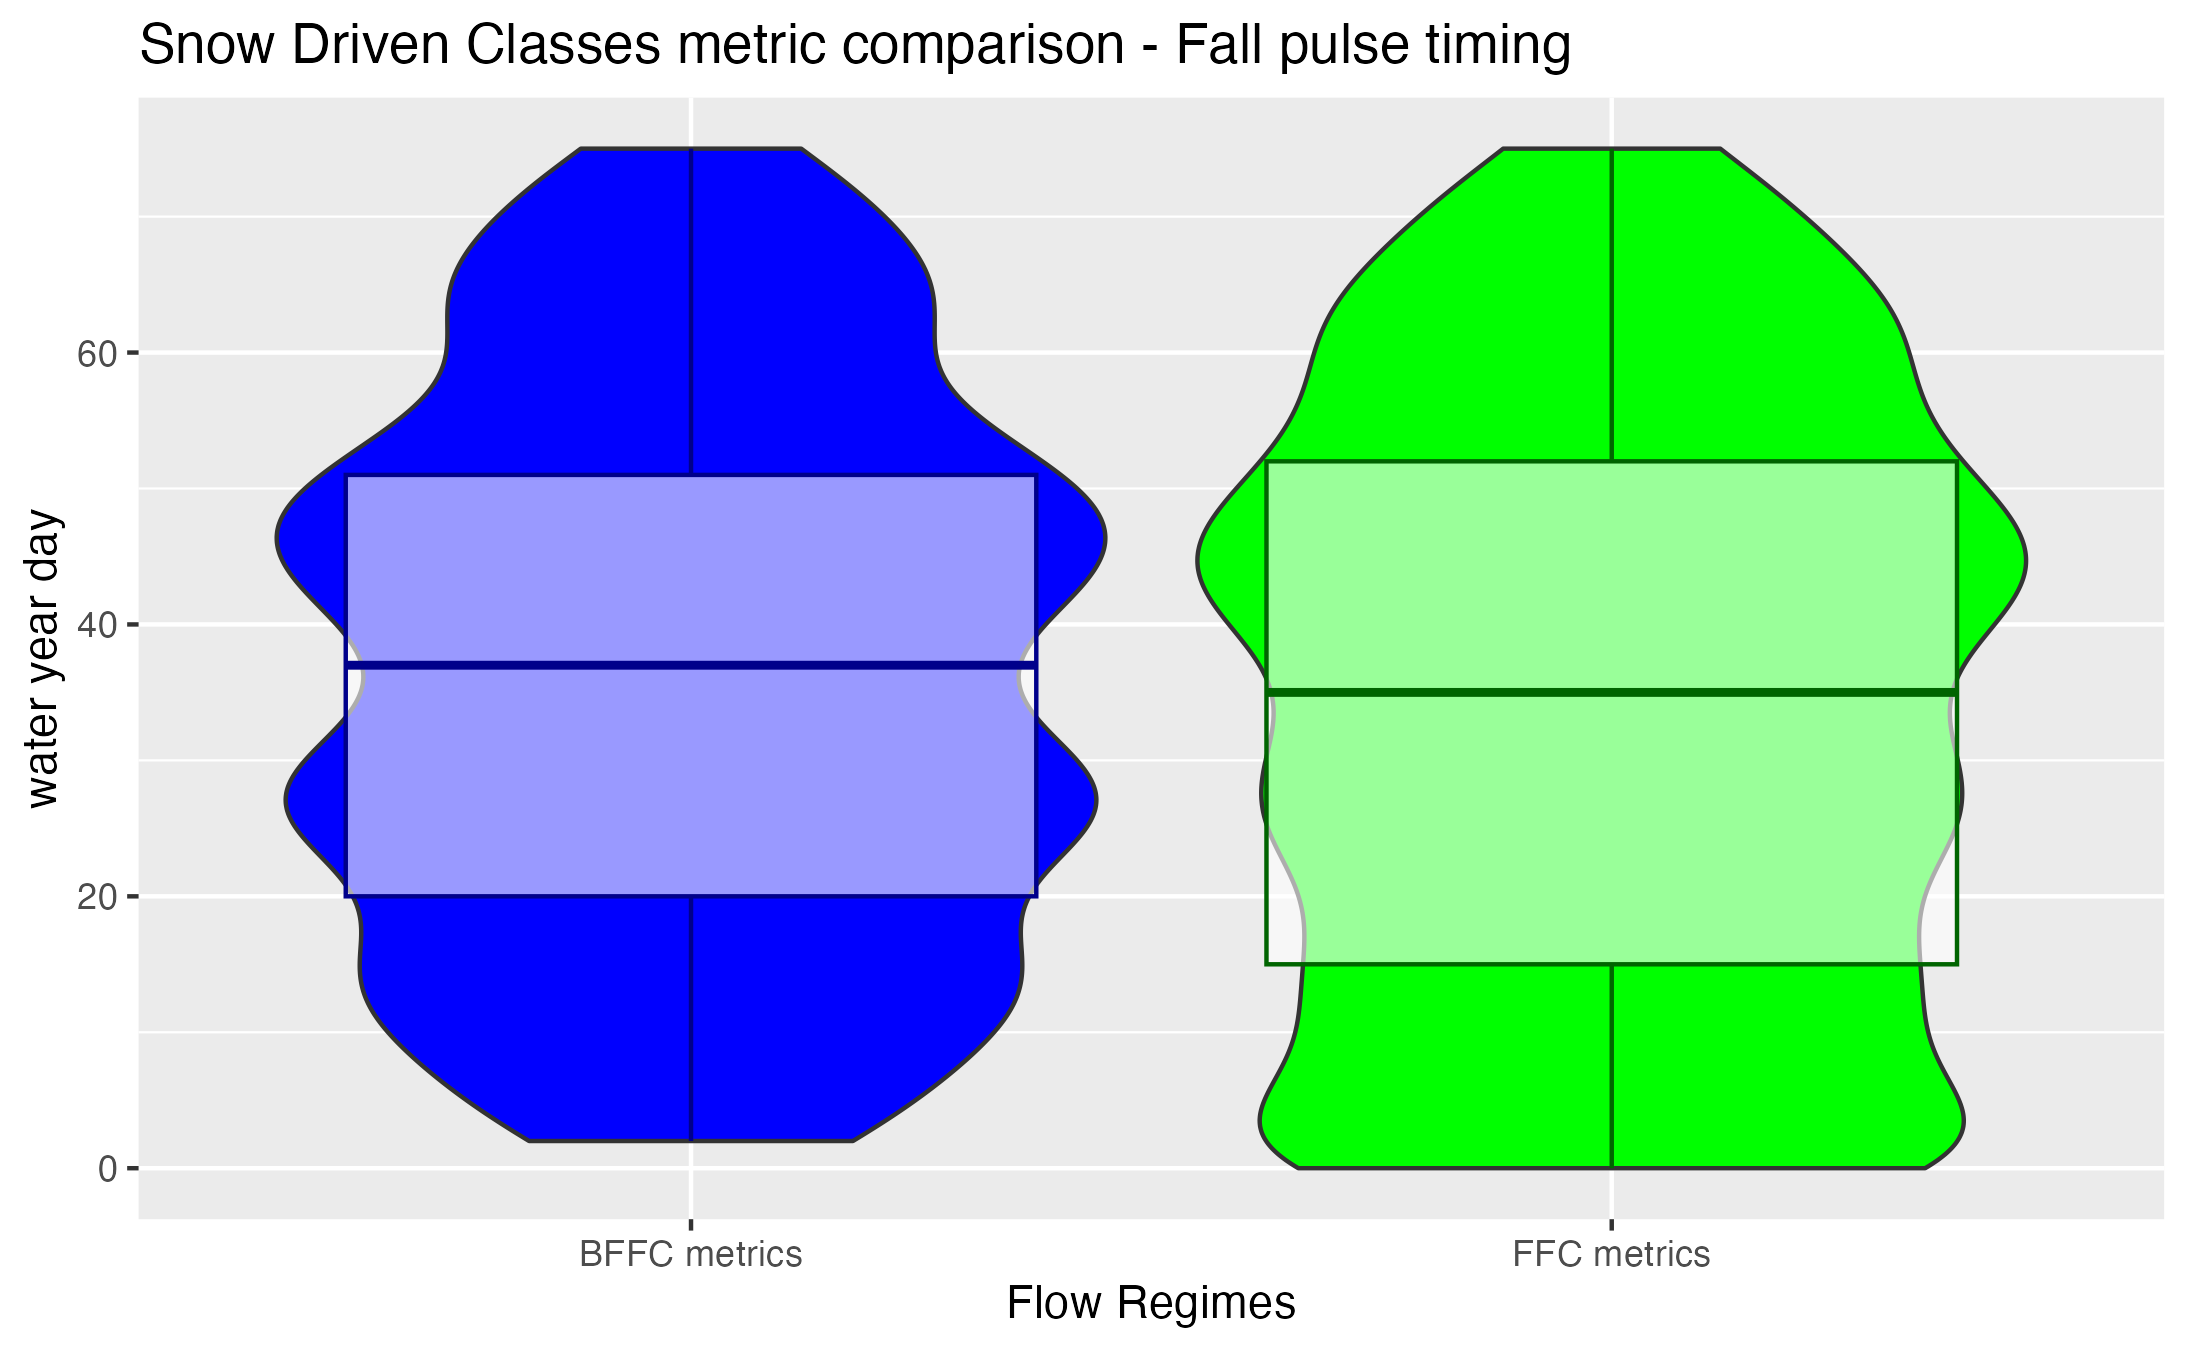 Snow Driven Classes metric comparison - Fall pulse timing
water year day
60
40
20
0
BFFC metrics
FFC metrics
Flow Regimes